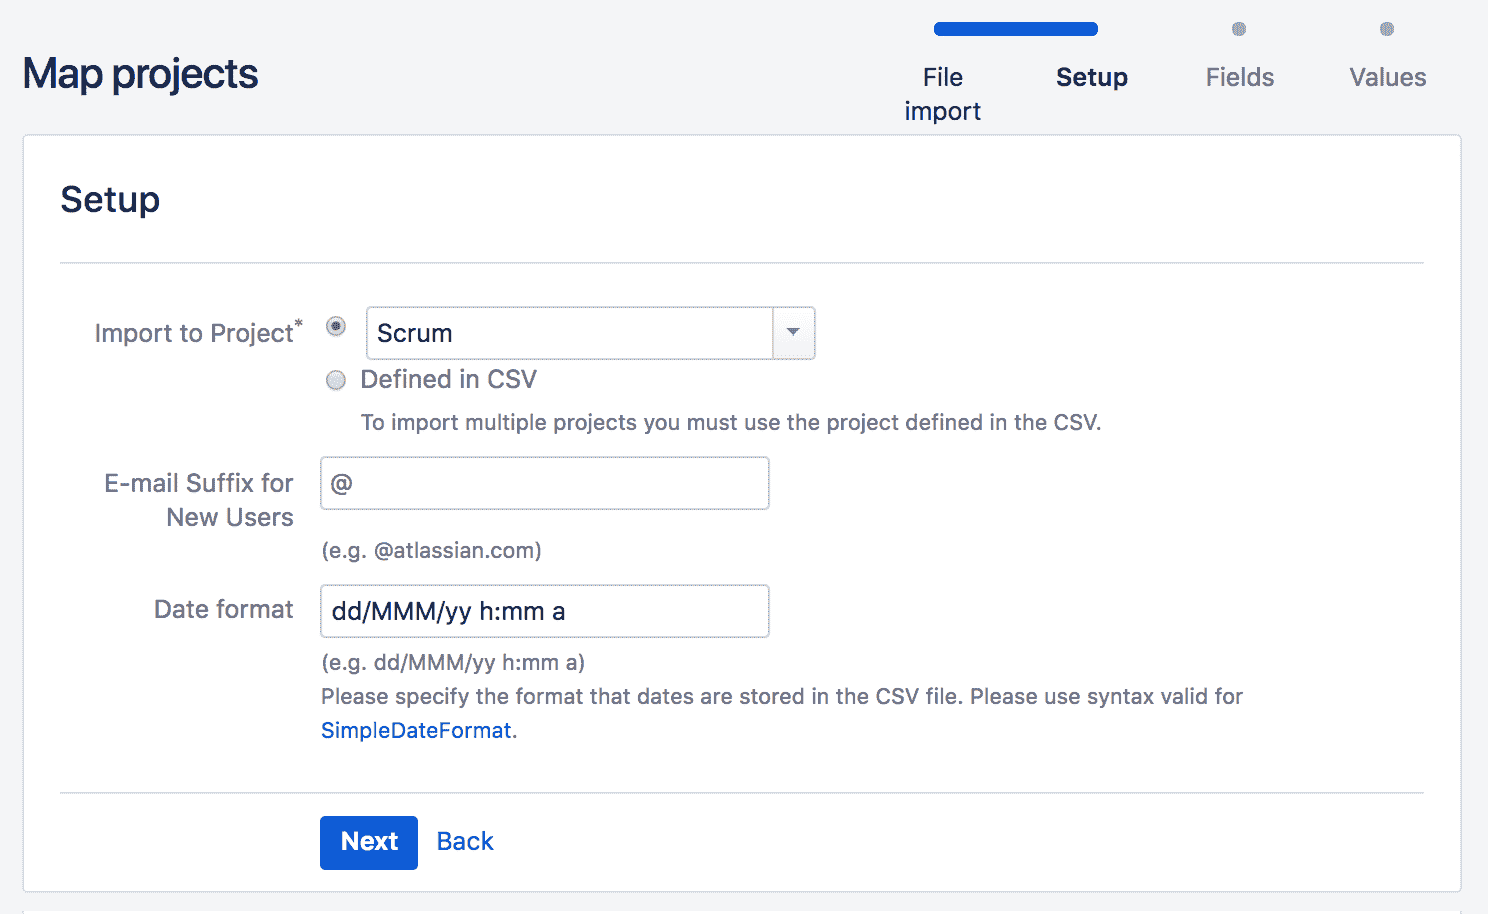 Map projects
File import
Setup
Fields
Values
Setup
Import to Project*
Scrum
Defined in CSV
To import multiple projects you must use the project defined in the CSV.
E-mail Suffix for
New Users
@
(e.g. @atlassian.com)
Date format
dd/MMM/yy h:mm a
(e.g. dd/MMM/yy h:mm a)
Please specify the format that dates are stored in the CSV file. Please use syntax valid for
SimpleDateFormat.
Next
Back